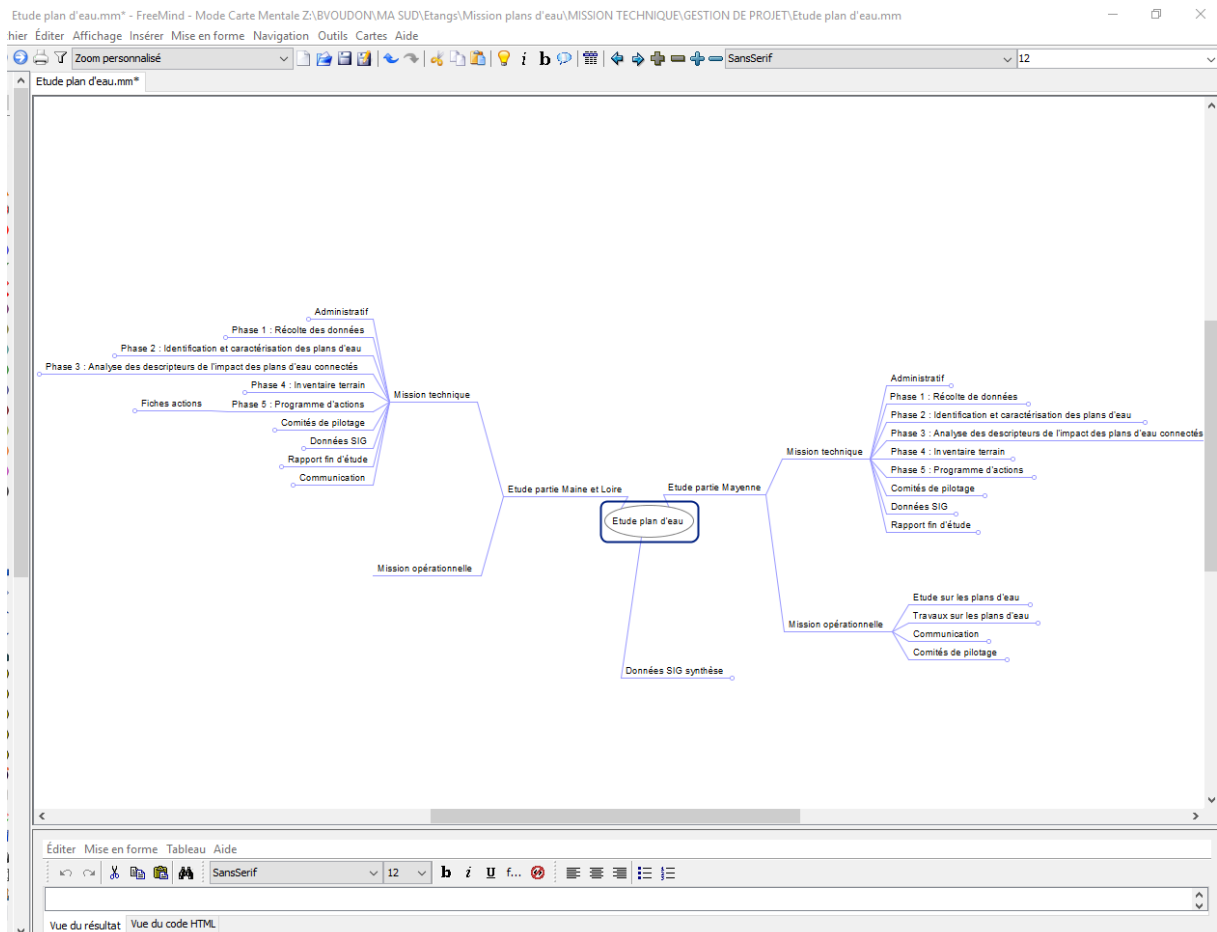 Etude plan d'eau.mm* - FreeMind - Mode Carte Mentale Z:\BVOUDON\MA SUD\Etangs\Mission plans d'eau\MISSION TECHNIQUE\GESTION DE PROJET\Etude plan d'eau.mm
hier Éditer Affichage Insérer Mise en forme Navigation Outils Cartes Aide
Zoom personnalisé i b SansSerif 12
Etude plan d'eau.mm*
Administratif
Phase 1 : Récolte des données
Phase 2 : Identification et caractérisation des plans d'eau
Phase 3 : Analyse des descripteurs de l'impact des plans d'eau connectés
Phase 4 : Inventaire terrain
Fiches actions Phase 5 : Programme d'actions
Comités de pilotage
Données SIG
Rapport fin d'étude
Communication
Mission technique
Etude partie Maine et Loire
Mission opérationnelle
Etude plan d'eau
Etude partie Mayenne
Mission technique
Administratif
Phase 1 : Récolte de données
Phase 2 : Identification et caractérisation des plans d'eau
Phase 3 : Analyse des descripteurs de l'impact des plans d'eau connectés
Phase 4 : Inventaire terrain
Phase 5 : Programme d'actions
Comités de pilotage
Données SIG
Rapport fin d'étude
Mission opérationnelle
Etude sur les plans d'eau
Travaux sur les plans d'eau
Communication
Comités de pilotage
Données SIG synthèse
Éditer Mise en forme Tableau Aide
SansSerif 12 b i U f...
Vue du résultat Vue du code HTML